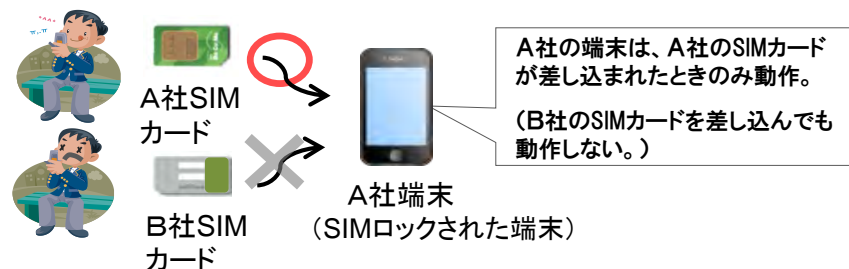 A社SIM
カード
B社SIM
カード
A社端末
(SIMロックされた端末)
A社の端末は、A社のSIMカード
が差し込まれたときのみ動作。
(B社のSIMカードを差し込んでも
動作しない。)